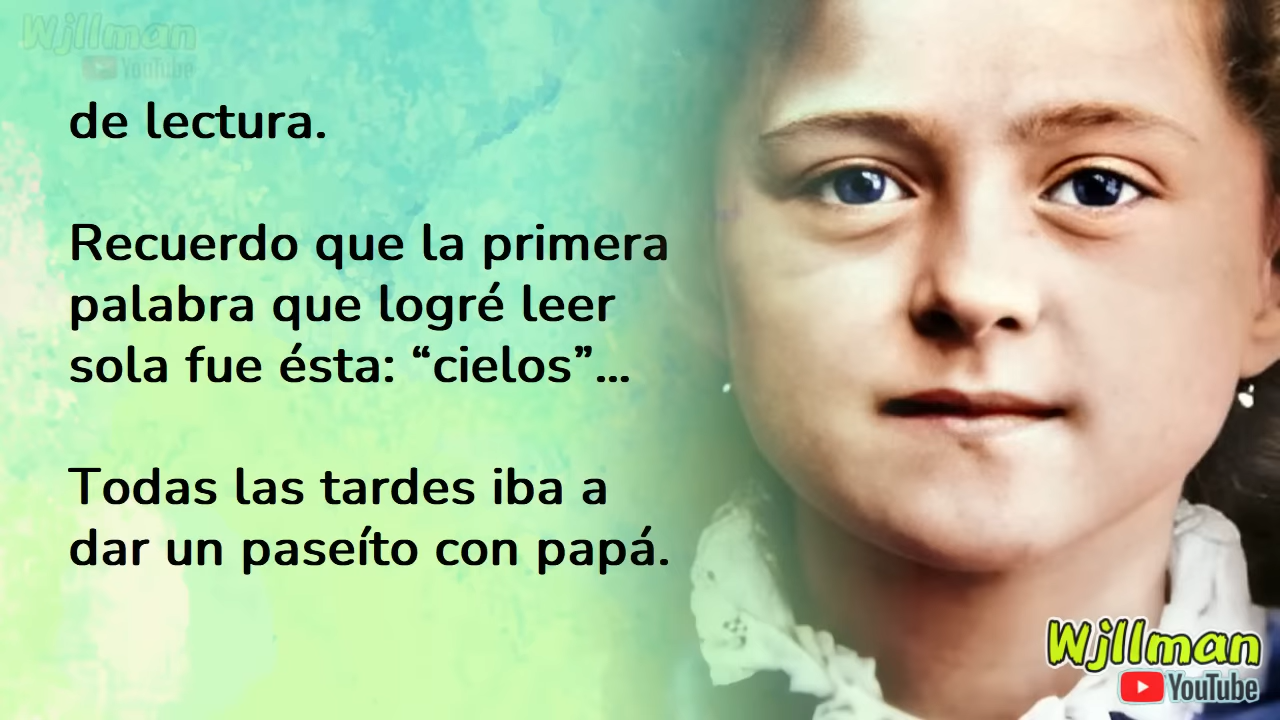 Wjllman
YouTube
de lectura.
Recuerdo que la primera
palabra que logré leer
sola fue ésta: “cielos”...
Todas las tardes iba a
dar un paseíto con papá.
Wjllman
YouTube